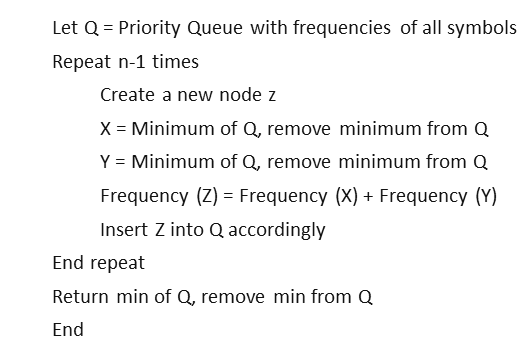 Let Q = Priority Queue with frequencies of all symbols
Repeat n-1 times
Create a new node z
X = Minimum of Q, remove minimum from Q
Y = Minimum of Q, remove minimum from Q
Frequency (Z) = Frequency (X) + Frequency (Y)
Insert Z into Q accordingly
End repeat
Return min of Q, remove min from Q
End